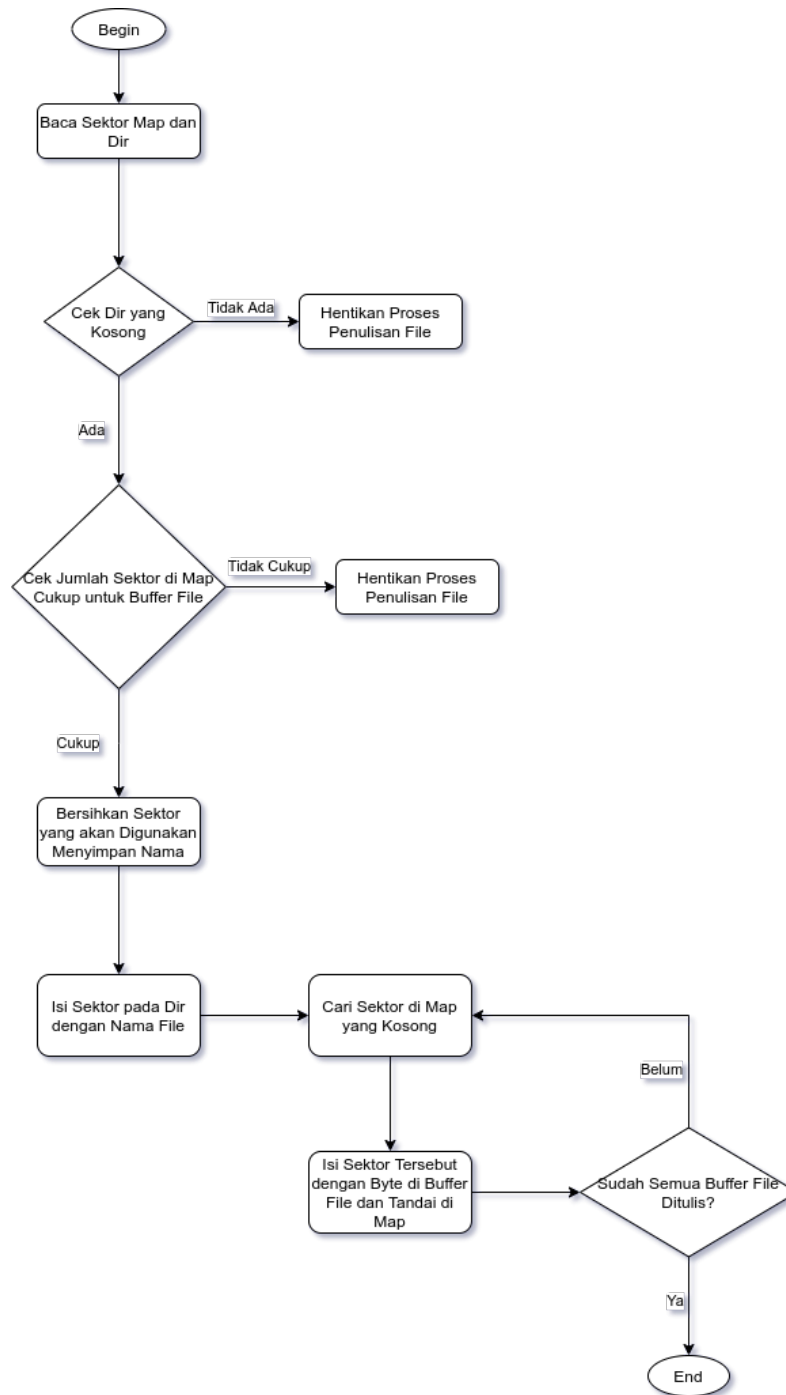 Begin
Baca Sektor Map dan
Dir
Cek Dir yang
Kosong
Tidak Ada
Hentikan Proses
Penulisan File
Ada
Cek Jumlah Sektor di Map
Cukup untuk Buffer File
Tidak Cukup
Hentikan Proses
Penulisan File
Cukup
Bersihkan Sektor
yang akan Digunakan
Menyimpan Nama
Isi Sektor pada Dir
dengan Nama File
Cari Sektor di Map
yang Kosong
Belum
Isi Sektor Tersebut
dengan Byte di Buffer
File dan Tandai di
Map
Sudah Semua Buffer File
Ditulis?
Ya
End